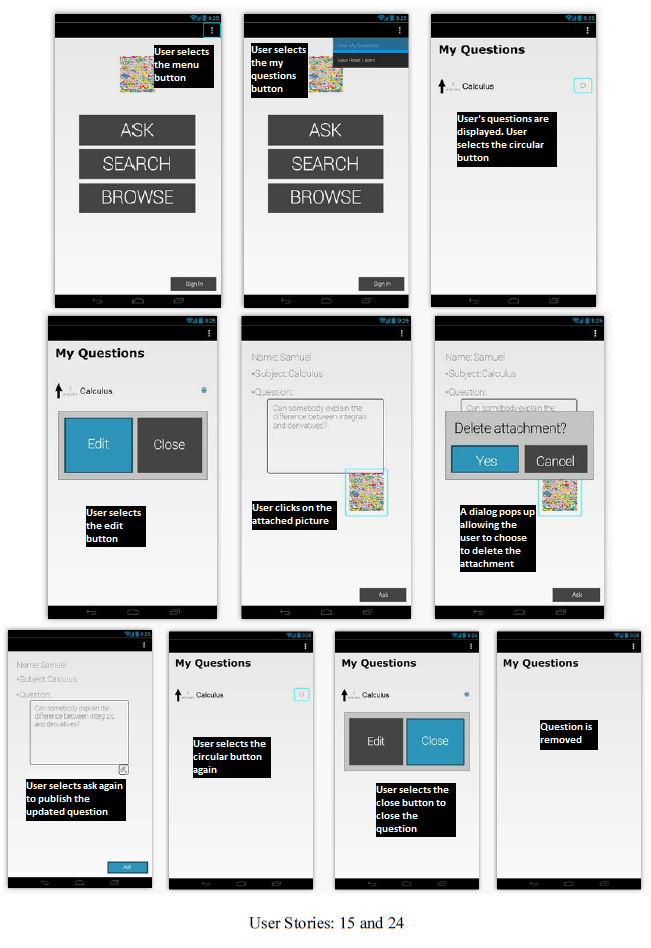 9:25
User selects
the menu
button
ASK
SEARCH
BROWSE
Sign In
9:25
View My Questions
View Read Laters
User selects
the my
questions
button
ASK
SEARCH
BROWSE
Sign In
9:25
My Questions
Calculus
User's questions are
displayed. User
selects the circular
button
9:25
My Questions
Calculus
Edit
Close
User selects
the edit
button
9:25
Name: Samuel
•Subject:Calculus
•Question:
Can somebody explain the
difference between integrals
and derivatives?
User clicks on the
attached picture
Ask
9:25
Name: Samuel
•Subject:Calculus
•Question:
Can somebody explain the
Delete attachment?
Yes
Cancel
A dialog pops up
allowing the
user to choose
to delete the
attachment
Ask
9:25
Name: Samuel
•Subject:Calculus
•Question:
Can somebody explain the
difference between integrals
and derivatives?
User selects ask again
to publish the
updated question
Ask
9:25
My Questions
Calculus
User selects the
circular button
again
9:25
My Questions
Calculus
Edit
Close
User selects the
close button to
close the
question
9:25
My Questions
Question is
removed
User Stories: 15 and 24